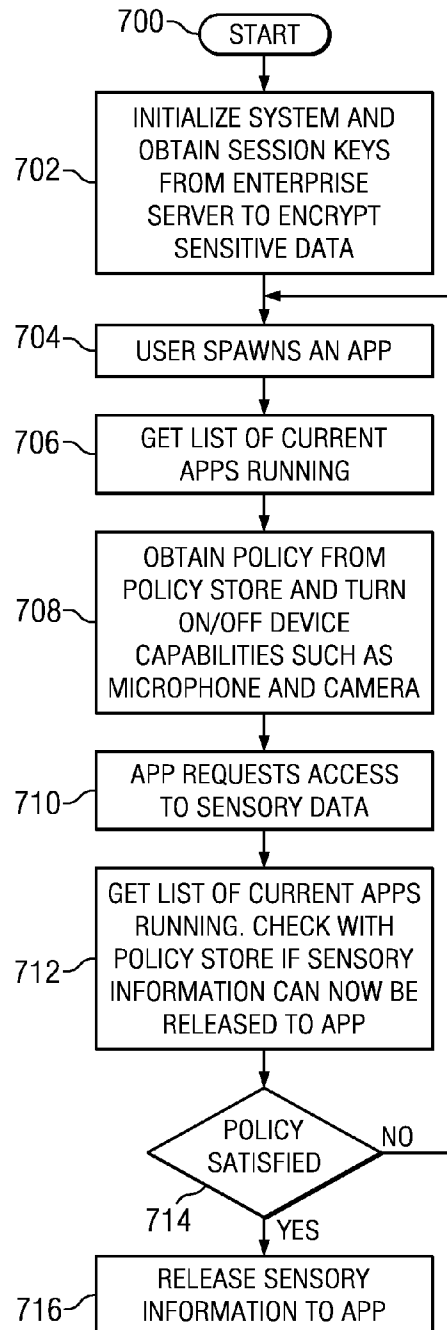 700
START
702
INITIALIZE SYSTEM AND
OBTAIN SESSION KEYS
FROM ENTERPRISE
SERVER TO ENCRYPT
SENSITIVE DATA
704
USER SPAWNS AN APP
706
GET LIST OF CURRENT
APPS RUNNING
708
OBTAIN POLICY FROM
POLICY STORE AND TURN
ON/OFF DEVICE
CAPABILITIES SUCH AS
MICROPHONE AND CAMERA
710
APP REQUESTS ACCESS
TO SENSORY DATA
712
GET LIST OF CURRENT APPS
RUNNING. CHECK WITH
POLICY STORE IF SENSORY
INFORMATION CAN NOW BE
RELEASED TO APP
POLICY
SATISFIED
NO
714
YES
716
RELEASE SENSORY
INFORMATION TO APP